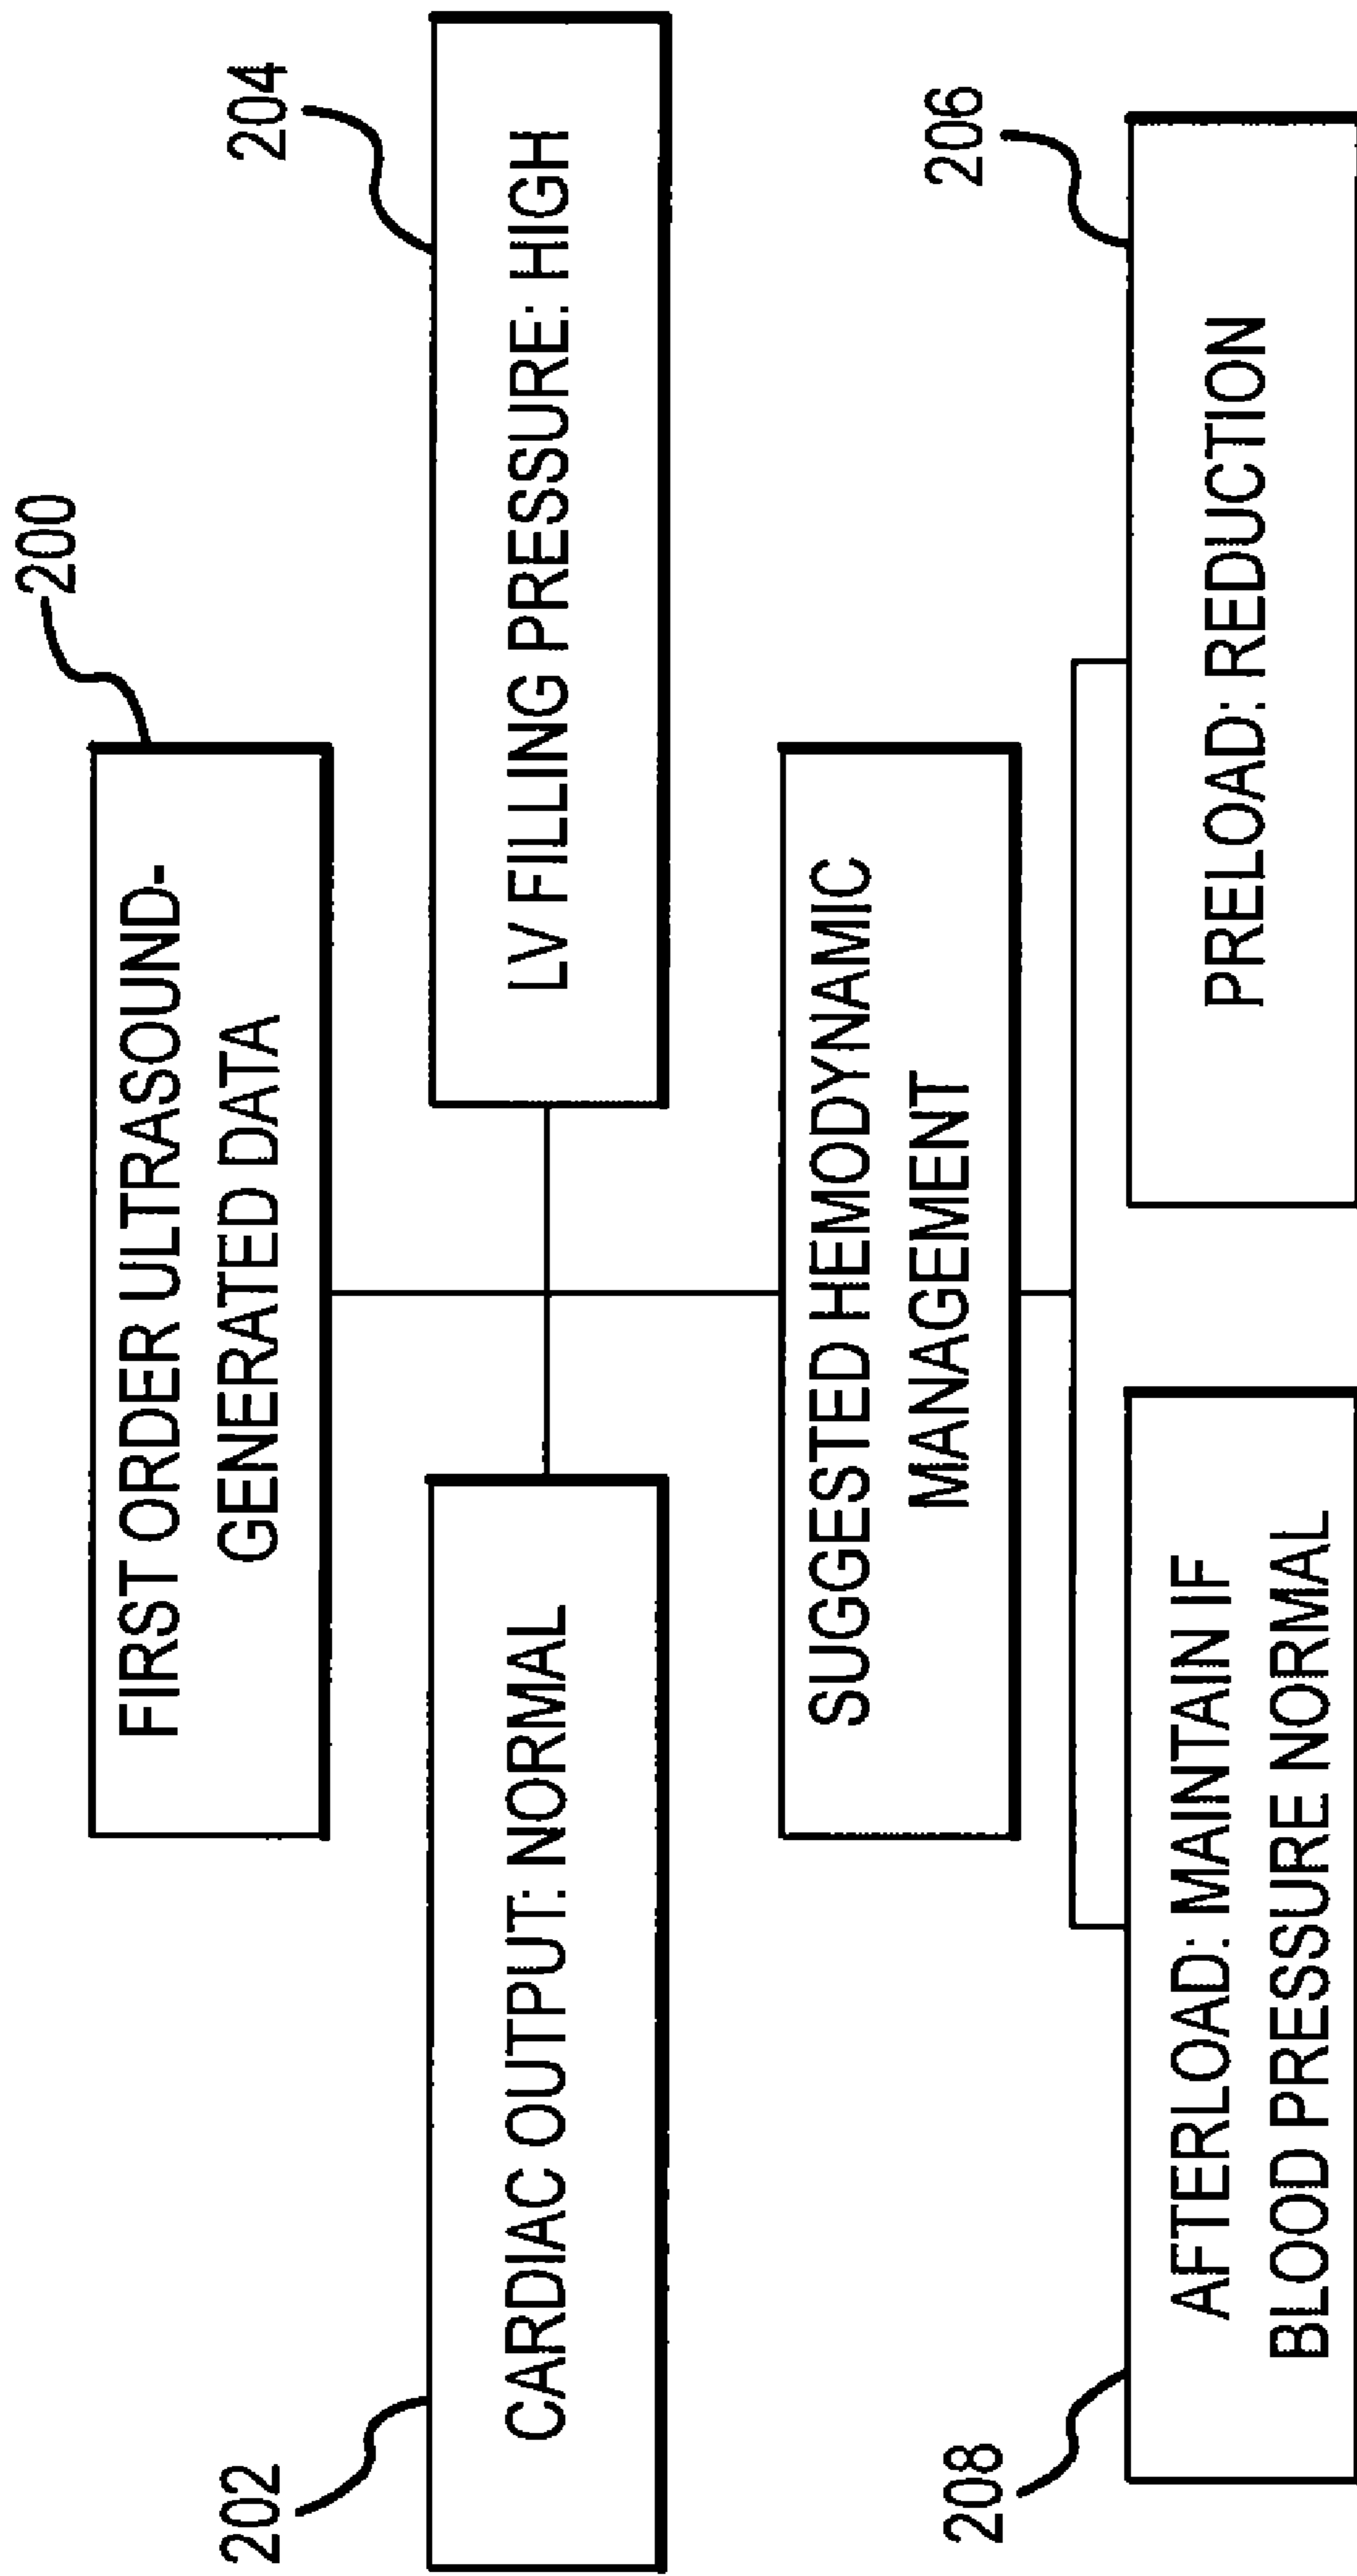 200
FIRST ORDER ULTRASOUND-
GENERATED DATA
202
CARDIAC OUTPUT: NORMAL
204
LV FILLING PRESSURE: HIGH
SUGGESTED HEMODYNAMIC
MANAGEMENT
208
AFTERLOAD: MAINTAIN IF
BLOOD PRESSURE NORMAL
206
PRELOAD: REDUCTION